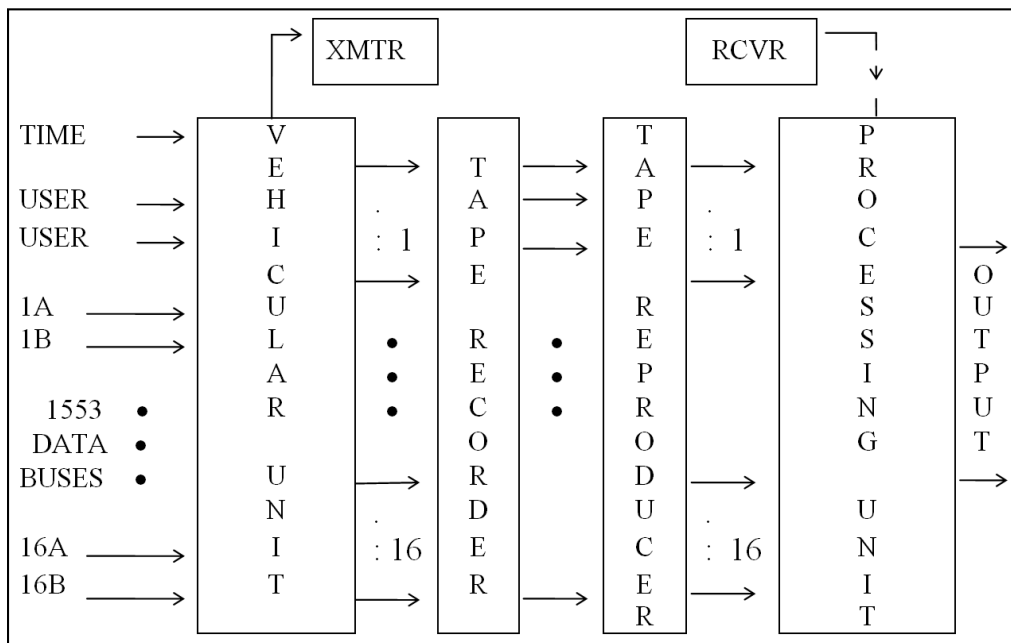 XMTR
RCVR
TIME
USER
USER
1A
1B
1553
DATA
BUSES
16A
16B
VEHICULAR UNIT
: 1
: 16
TAPE RECORDER
TAPE REPRODUCER
: 1
: 16
PROCESSING UNIT
OUTPUT